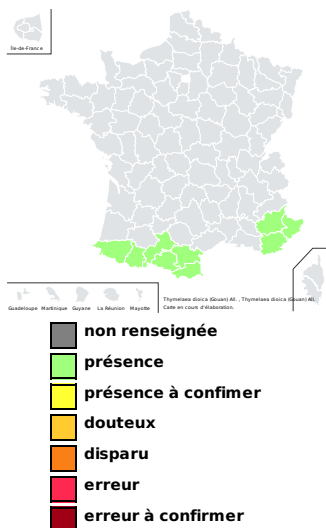 Île-de-France
Guadeloupe Martinique Guyane La Réunion Mayotte
Thymelaea dioica (Gouan) All. , Thymelaea dioica (Gouan) All.
Carte en cours d'élaboration.
non renseignée
présence
présence à confimer
douteux
disparu
erreur
erreur à confirmer